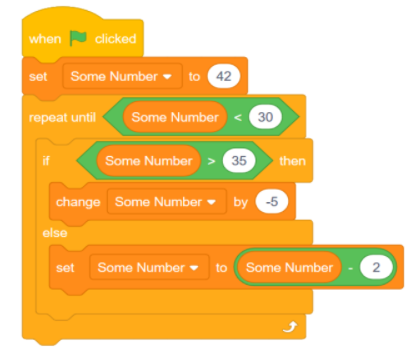 when clicked
set Some Number to 42
repeat until Some Number < 30
if Some Number > 35 then
change Some Number by -5
else
set Some Number to Some Number - 2